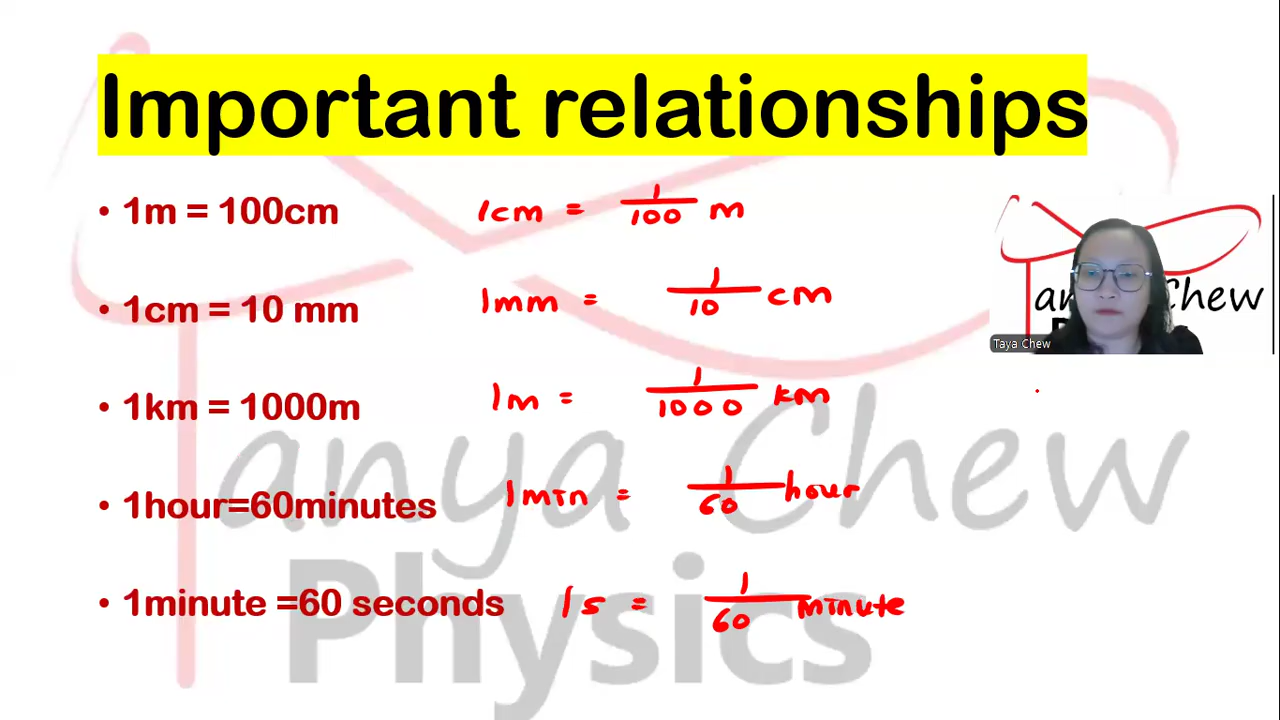 Important relationships
• 1m = 100cm 1cm = 1/100 m
• 1cm = 10 mm 1mm = 1/10 cm
• 1km = 1000m 1m = 1/1000 km
• 1hour=60minutes 1min = 1/60 hour
• 1minute =60 seconds 1s = 1/60 minute
Tanya Chew
Physics
Taya Chew